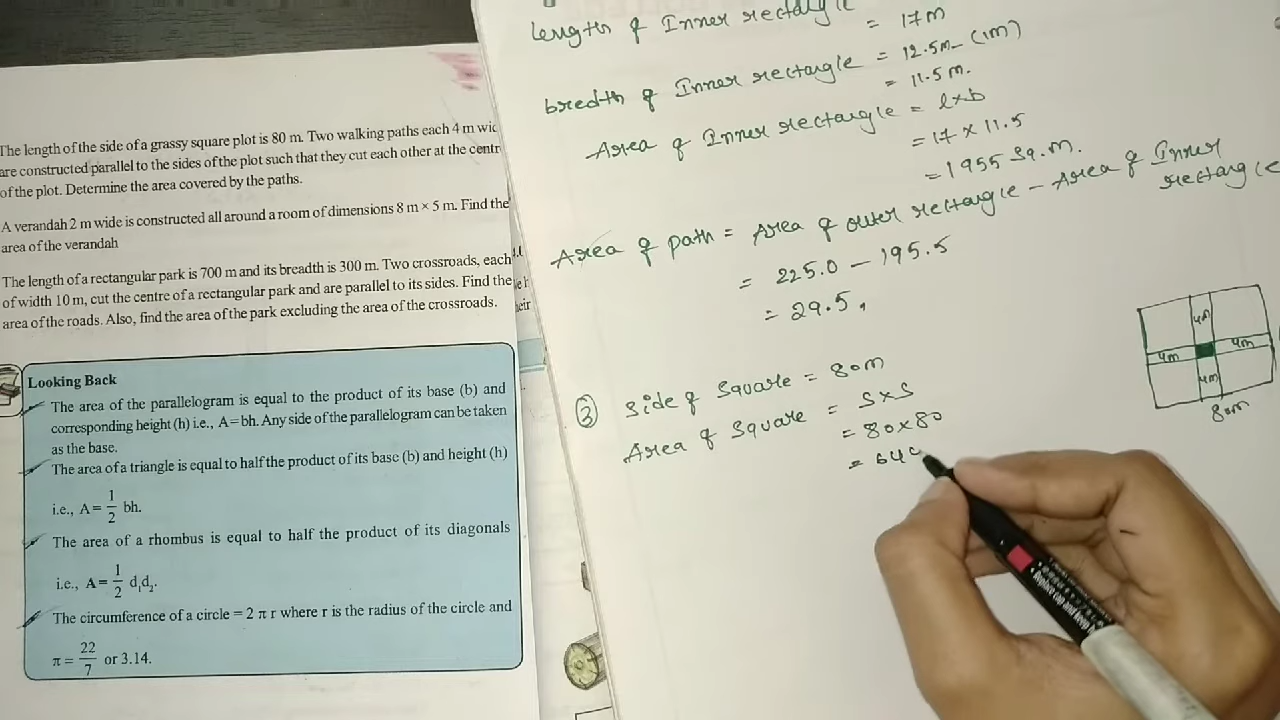 The length of the side of a grassy square plot is 80 m. Two walking paths each 4 m wid
are constructed parallel to the sides of the plot such that they cut each other at the centr
of the plot. Determine the area covered by the paths.
A verandah 2 m wide is constructed all around a room of dimensions 8 m × 5 m. Find the
area of the verandah
The length of a rectangular park is 700 m and its breadth is 300 m. Two crossroads, each
of width 10 m, cut the centre of a rectangular park and are parallel to its sides. Find the
area of the roads. Also, find the area of the park excluding the area of the crossroads.
Looking Back
The area of the parallelogram is equal to the product of its base (b) and
corresponding height (h) i.e., A = bh. Any side of the parallelogram can be taken
as the base.
The area of a triangle is equal to half the product of its base (b) and height (h)
i.e., A = 1/2 bh.
The area of a rhombus is equal to half the product of its diagonals
i.e., A = 1/2 d₁d₂.
The circumference of a circle = 2 π r where r is the radius of the circle and
π = 22/7 or 3.14.
length of Inner rectangle
= 17m
bredth of Inner rectangle = 12.5m - (1m)
= 11.5 m.
Area of Inner rectangle = l×b
= 17 × 11.5
= 1955 Sq. m.
Area of path = Area of outer rectangle - Area of Inner rectangle
= 225.0 - 195.5
= 29.5,
③ Side of Square = 80m
Area of Square = S×S
= 80×80
= 640
4m
4m 4m
4m
80m